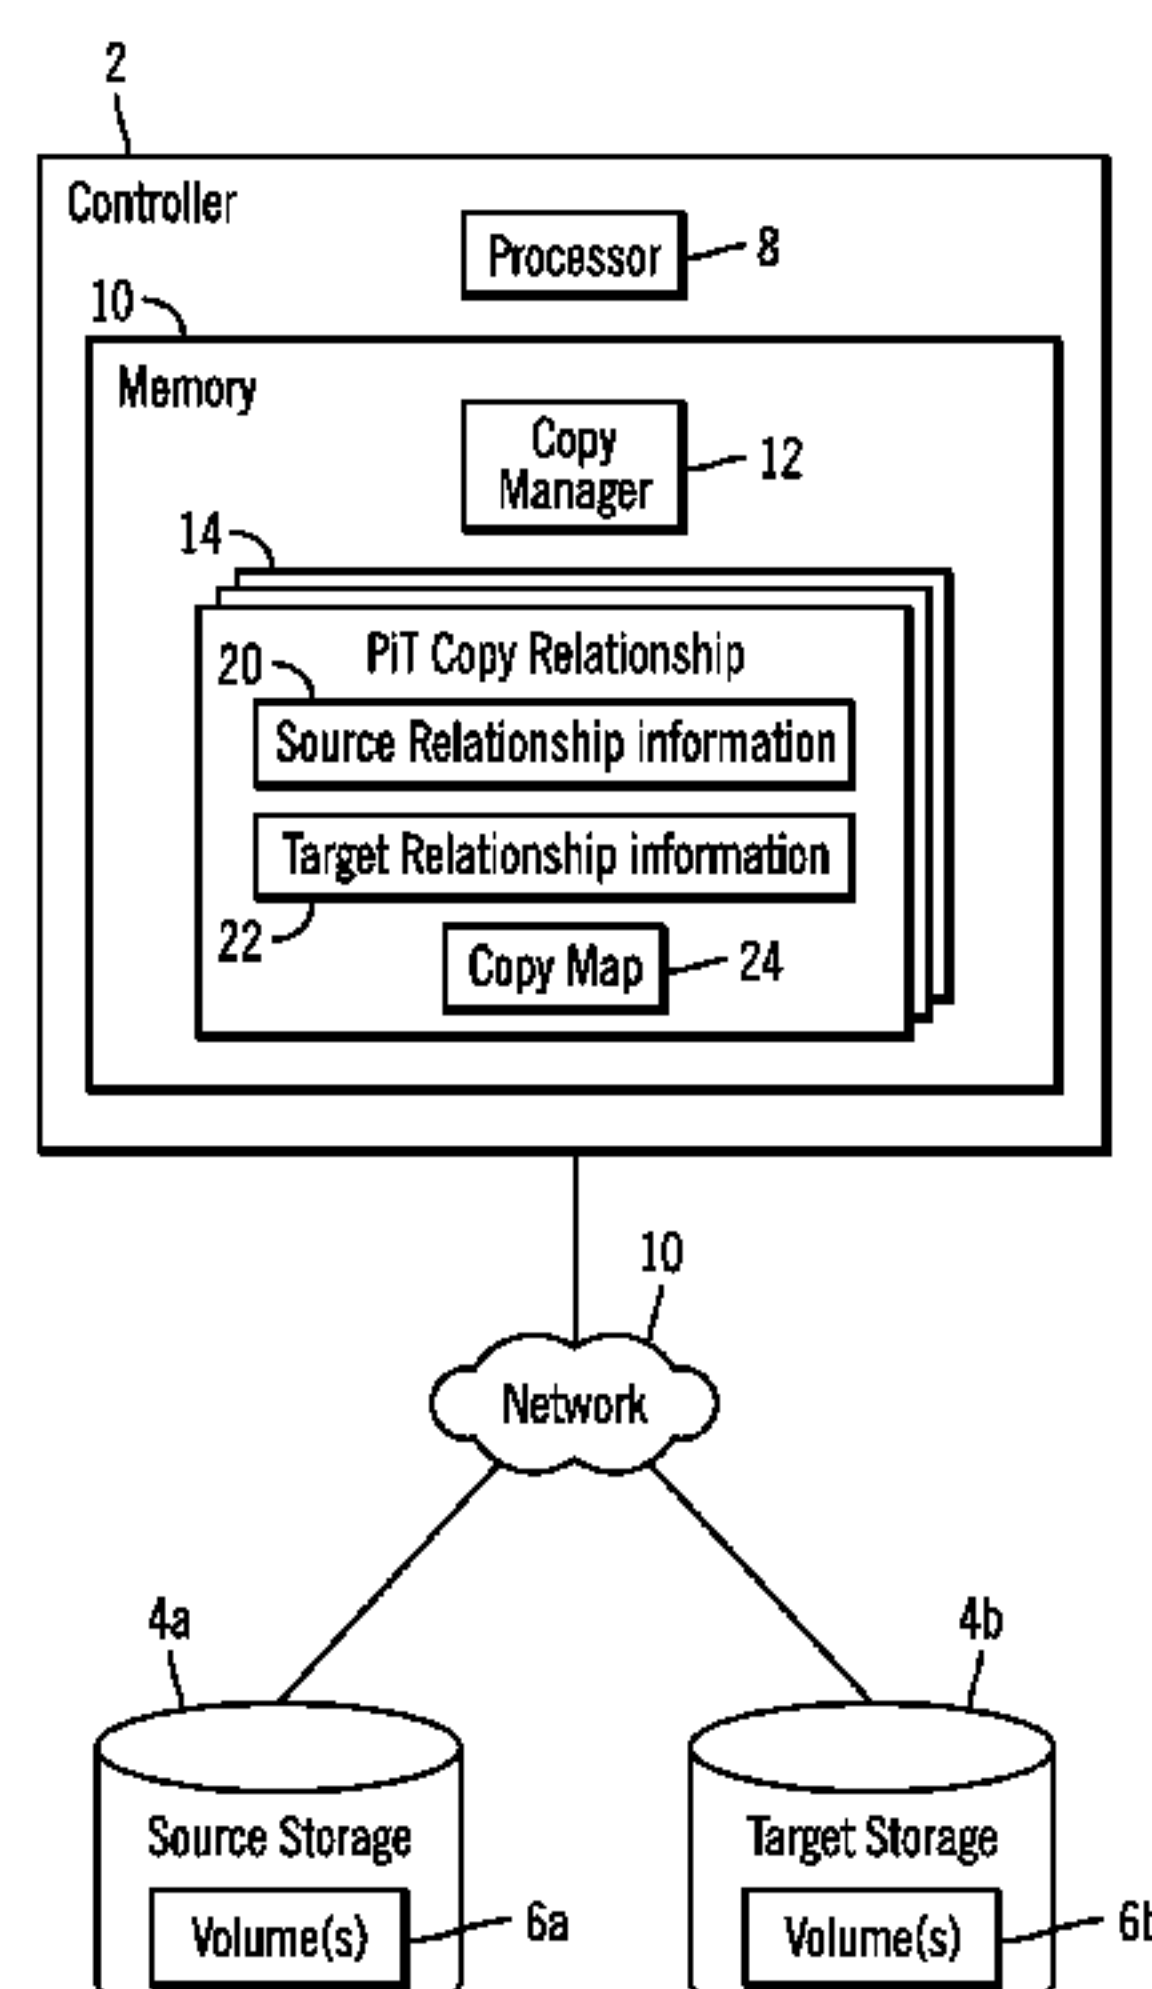 2
Controller
Processor
8
10
Memory
Copy
Manager
12
14
PiT Copy Relationship
20
Source Relationship information
Target Relationship information
22
Copy Map
24
10
Network
4a
4b
Source Storage
Target Storage
Volume(s)
6a
Volume(s)
6b